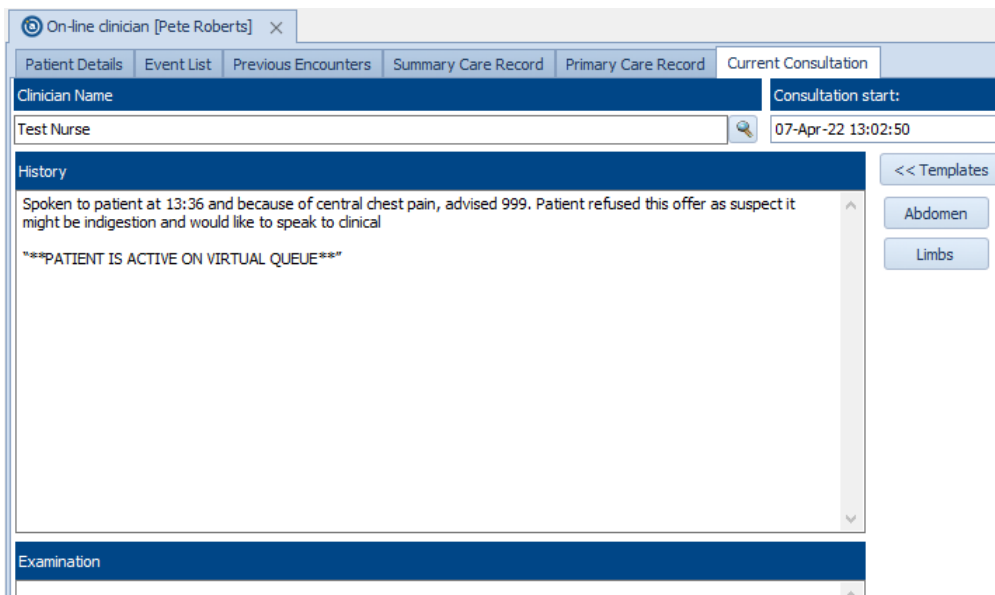 On-line clinician [Pete Roberts]
Patient Details Event List Previous Encounters Summary Care Record Primary Care Record Current Consultation
Clinician Name Consultation start:
Test Nurse 07-Apr-22 13:02:50
History << Templates
Spoken to patient at 13:36 and because of central chest pain, advised 999. Patient refused this offer as suspect it
might be indigestion and would like to speak to clinical
Abdomen
"**PATIENT IS ACTIVE ON VIRTUAL QUEUE**"
Limbs
Examination